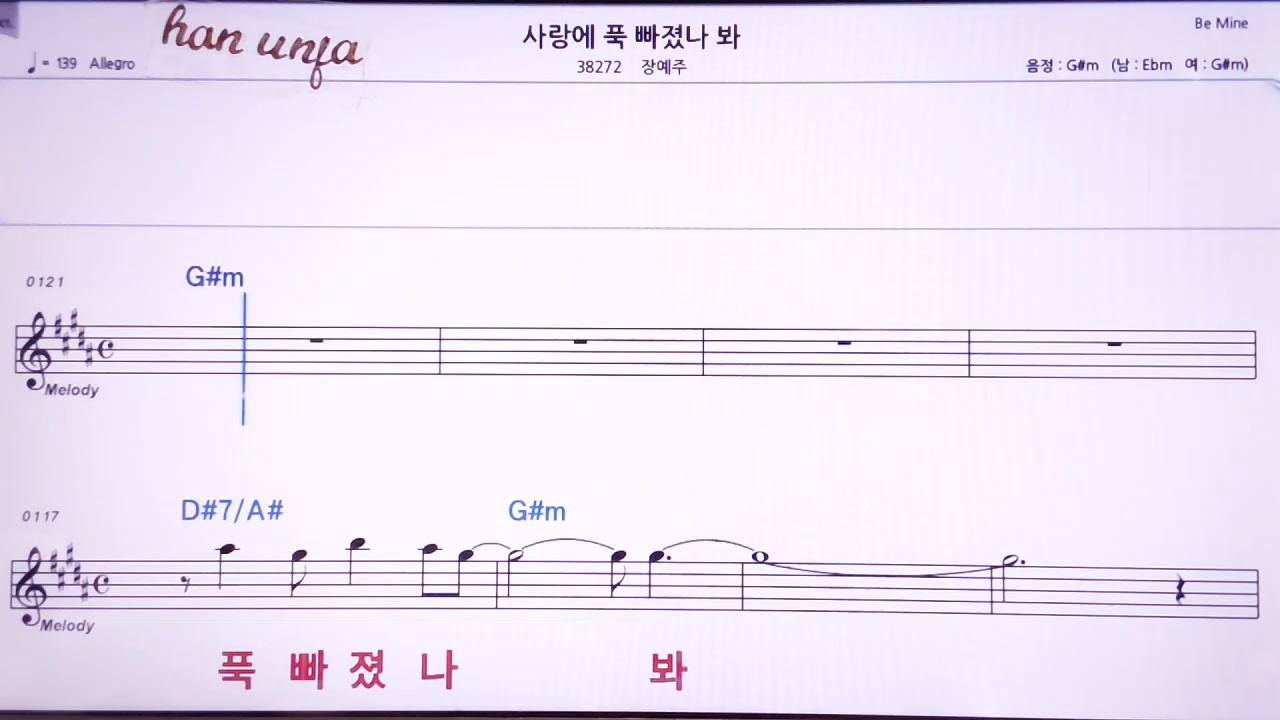 han unja
사랑에 푹 빠졌나 봐
Be Mine
♩ = 139 Allegro
38272 장예주
음정 : G#m (남 : Ebm 여 : G#m)
0121
G#m
Melody
0117
D#7/A# G#m
Melody
푹 빠 졌 나 봐